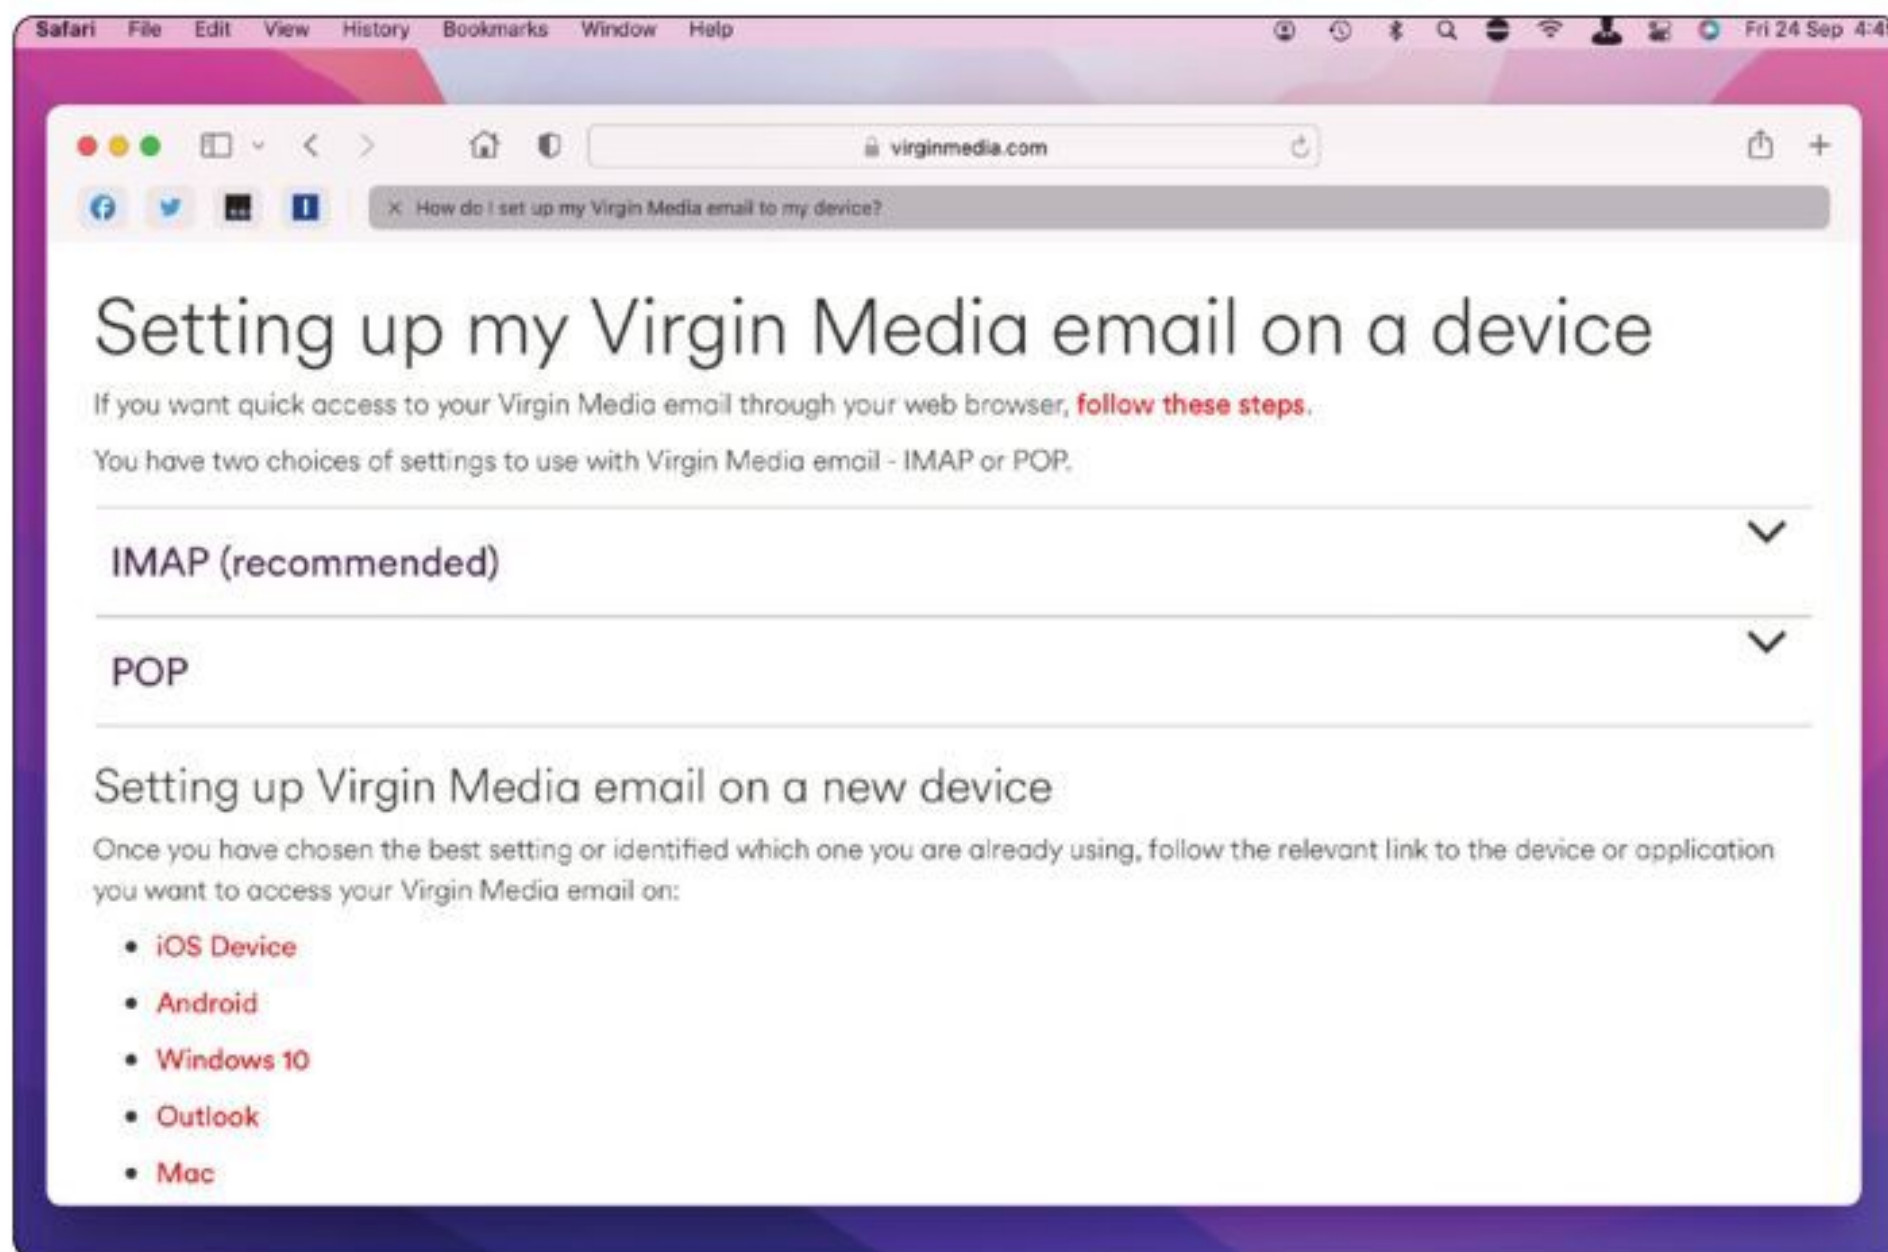 Safari File Edit View History Bookmarks Window Help Fri 24 Sep
virginmedia.com
How do I set up my Virgin Media email to my device?
Setting up my Virgin Media email on a device
If you want quick access to your Virgin Media email through your web browser, follow these steps.
You have two choices of settings to use with Virgin Media email - IMAP or POP.
IMAP (recommended)
POP
Setting up Virgin Media email on a new device
Once you have chosen the best setting or identified which one you are already using, follow the relevant link to the device or application
you want to access your Virgin Media email on:
• iOS Device
• Android
• Windows 10
• Outlook
• Mac